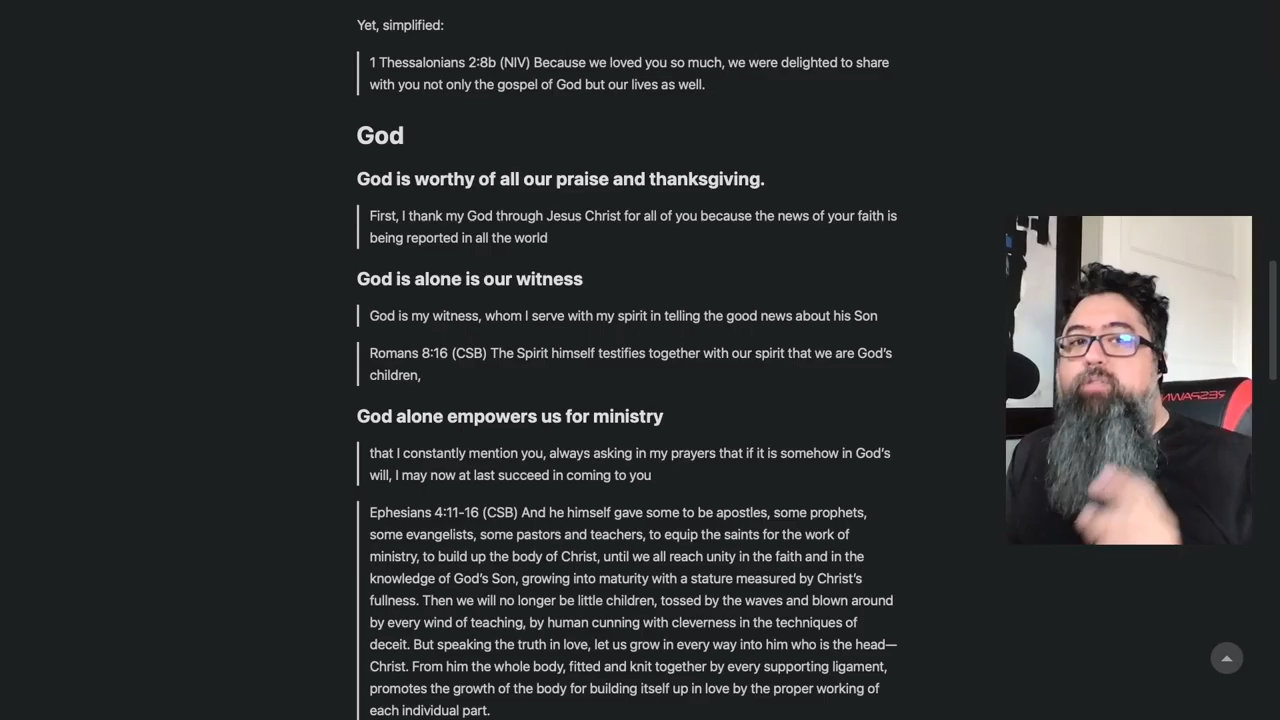 Yet, simplified:
1 Thessalonians 2:8b (NIV) Because we loved you so much, we were delighted to share
with you not only the gospel of God but our lives as well.
God
God is worthy of all our praise and thanksgiving.
First, I thank my God through Jesus Christ for all of you because the news of your faith is
being reported in all the world
God is alone is our witness
God is my witness, whom I serve with my spirit in telling the good news about his Son
Romans 8:16 (CSB) The Spirit himself testifies together with our spirit that we are God’s
children,
God alone empowers us for ministry
that I constantly mention you, always asking in my prayers that if it is somehow in God’s
will, I may now at last succeed in coming to you
Ephesians 4:11-16 (CSB) And he himself gave some to be apostles, some prophets,
some evangelists, some pastors and teachers, to equip the saints for the work of
ministry, to build up the body of Christ, until we all reach unity in the faith and in the
knowledge of God’s Son, growing into maturity with a stature measured by Christ’s
fullness. Then we will no longer be little children, tossed by the waves and blown around
by every wind of teaching, by human cunning with cleverness in the techniques of
deceit. But speaking the truth in love, let us grow in every way into him who is the head—
Christ. From him the whole body, fitted and knit together by every supporting ligament,
promotes the growth of the body for building itself up in love by the proper working of
each individual part.
RESPAWN